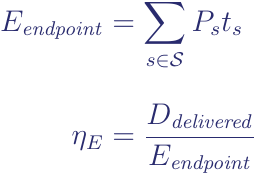 E_{endpoint} = \sum_{s \in \mathcal{S}} P_s t_s
\eta_E = \frac{D_{delivered}}{E_{endpoint}}